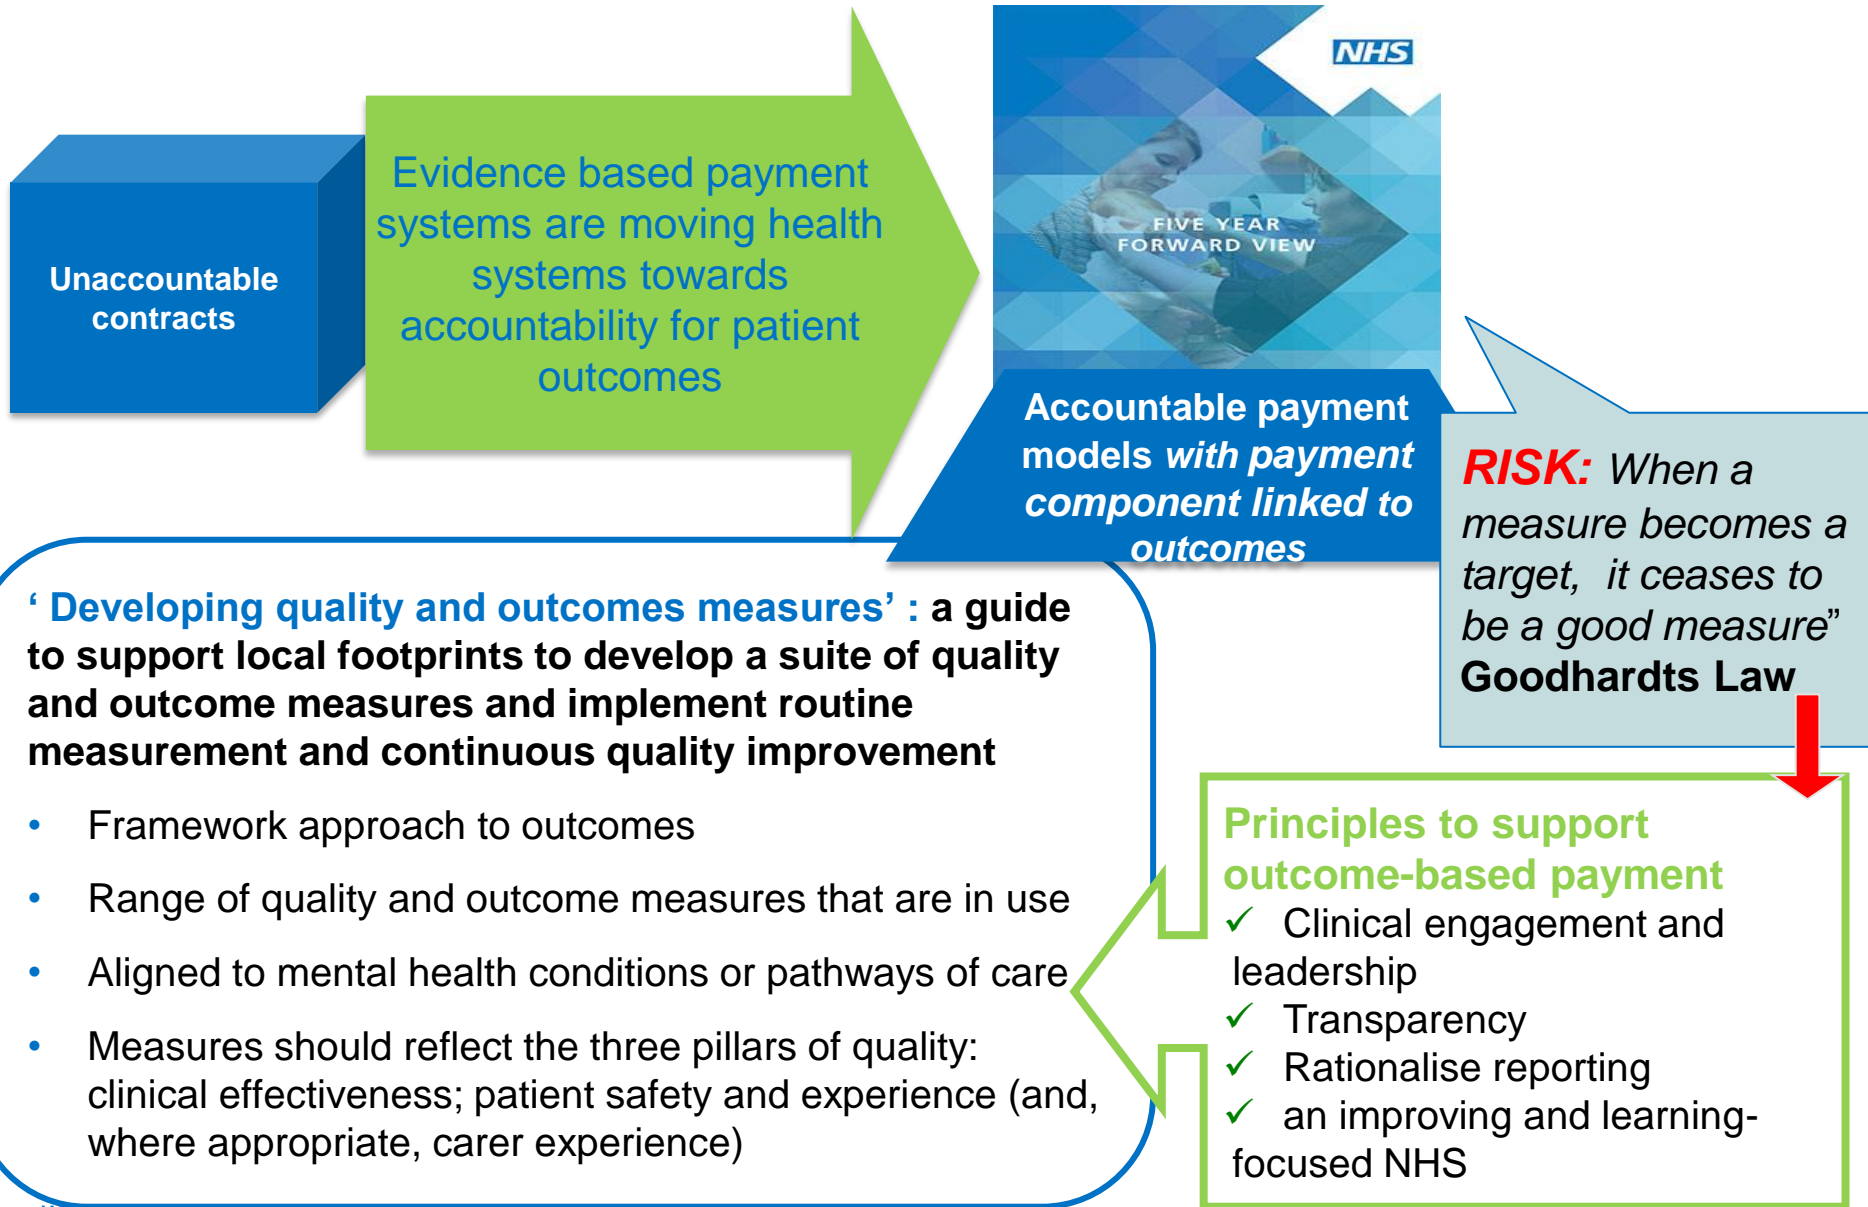 Unaccountable
contracts
Evidence based payment
systems are moving health
systems towards
accountability for patient
outcomes
NHS
FIVE YEAR
FORWARD VIEW
Accountable payment
models with payment
component linked to
outcomes
RISK: When a
measure becomes a
target, it ceases to
be a good measure”
Goodhardts Law
‘ Developing quality and outcomes measures’ : a guide
to support local footprints to develop a suite of quality
and outcome measures and implement routine
measurement and continuous quality improvement
• Framework approach to outcomes
• Range of quality and outcome measures that are in use
• Aligned to mental health conditions or pathways of care
• Measures should reflect the three pillars of quality:
clinical effectiveness; patient safety and experience (and,
where appropriate, carer experience)
Principles to support
outcome-based payment
✓ Clinical engagement and
leadership
✓ Transparency
✓ Rationalise reporting
✓ an improving and learning-
focused NHS